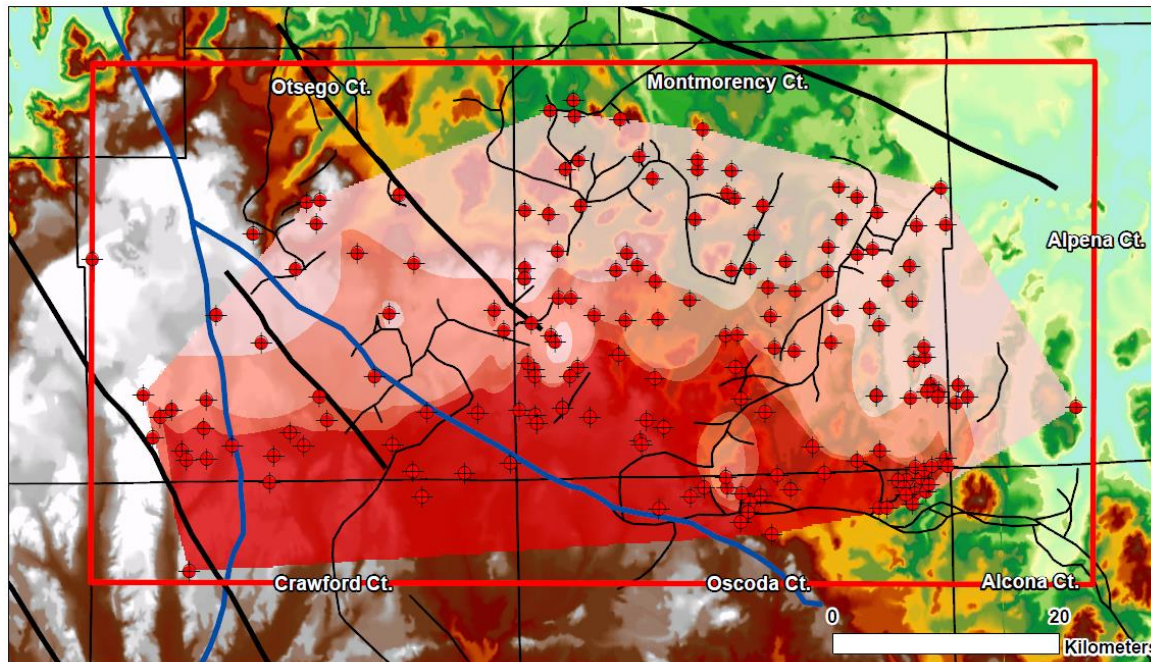 Otsego Ct.
Montmorency Ct.
Alpena Ct.
Crawford Ct.
Oscoda Ct.
Alcona Ct.
0
20
Kilometers